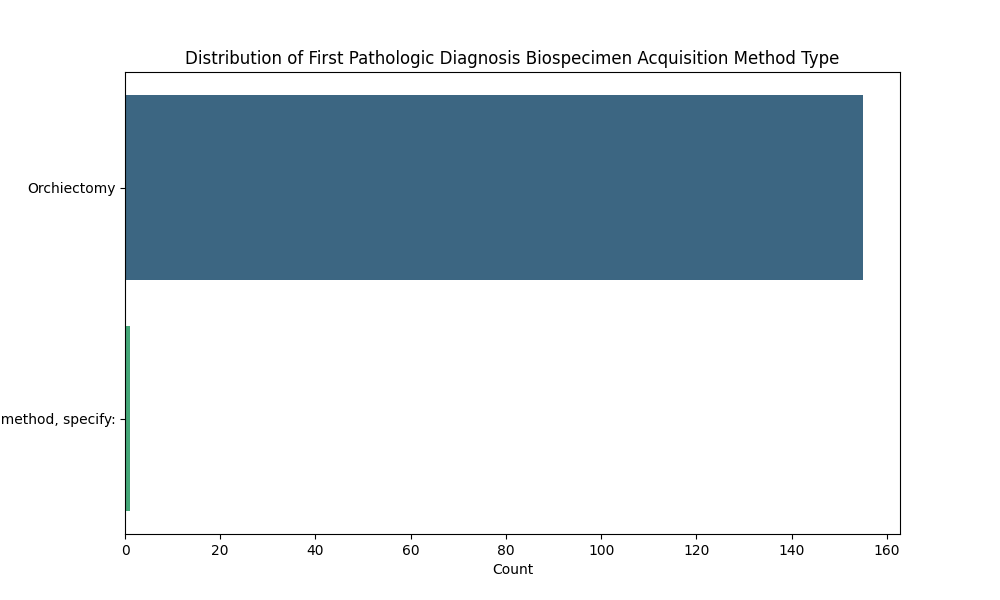 Distribution of First Pathologic Diagnosis Biospecimen Acquisition Method Type
Orchiectomy
method, specify:
0 20 40 60 80 100 120 140 160
Count